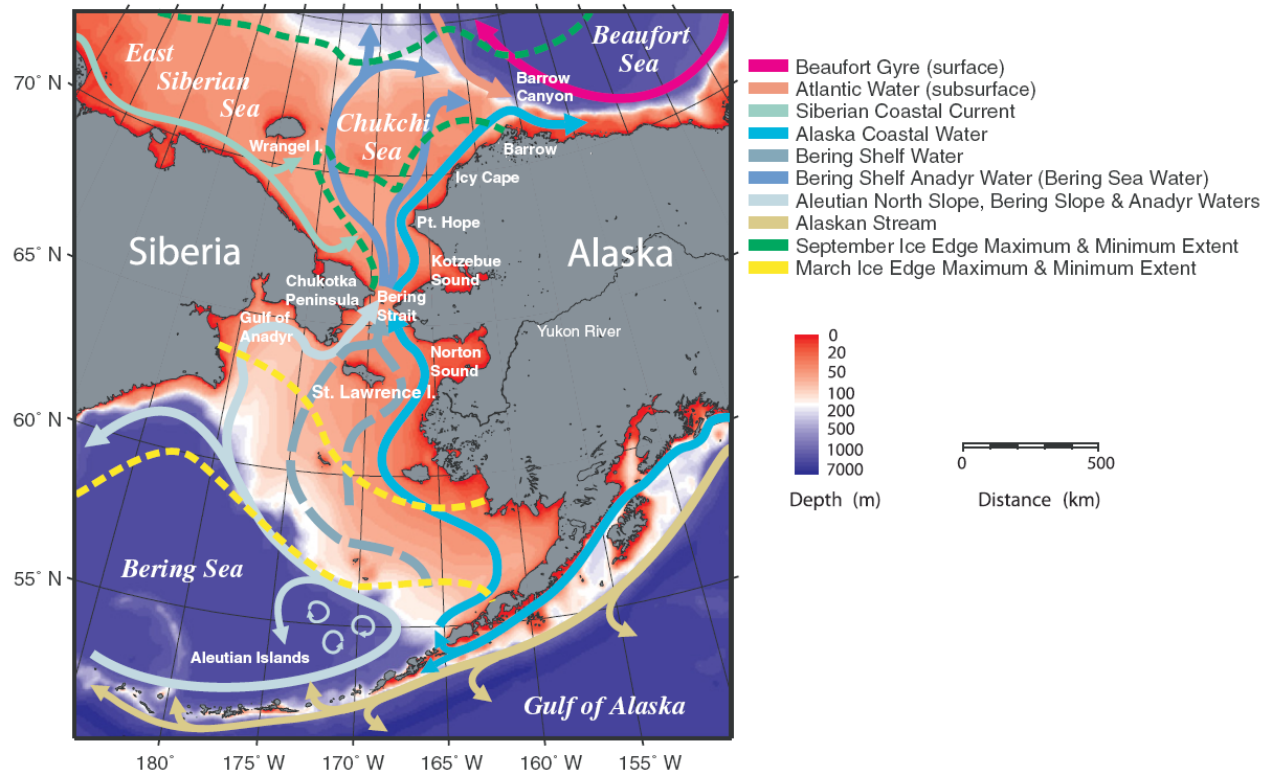 East
Siberian
Sea
Beaufort
Sea
Barrow
Canyon
Chukchi
Sea
Wrangel I.
Barrow
Icy Cape
Pt. Hope
Siberia
Alaska
Kotzebue
Sound
Chukotka
Peninsula
Bering
Strait
Gulf of
Anadyr
Yukon River
Norton
Sound
St. Lawrence I.
Bering Sea
Aleutian Islands
Gulf of Alaska
70° N
65° N
60° N
55° N
180°
175° W
170° W
165° W
160° W
155° W
Beaufort Gyre (surface)
Atlantic Water (subsurface)
Siberian Coastal Current
Alaska Coastal Water
Bering Shelf Water
Bering Shelf Anadyr Water (Bering Sea Water)
Aleutian North Slope, Bering Slope & Anadyr Waters
Alaskan Stream
September Ice Edge Maximum & Minimum Extent
March Ice Edge Maximum & Minimum Extent
0
20
50
100
200
500
1000
7000
Depth (m)
0 500
Distance (km)